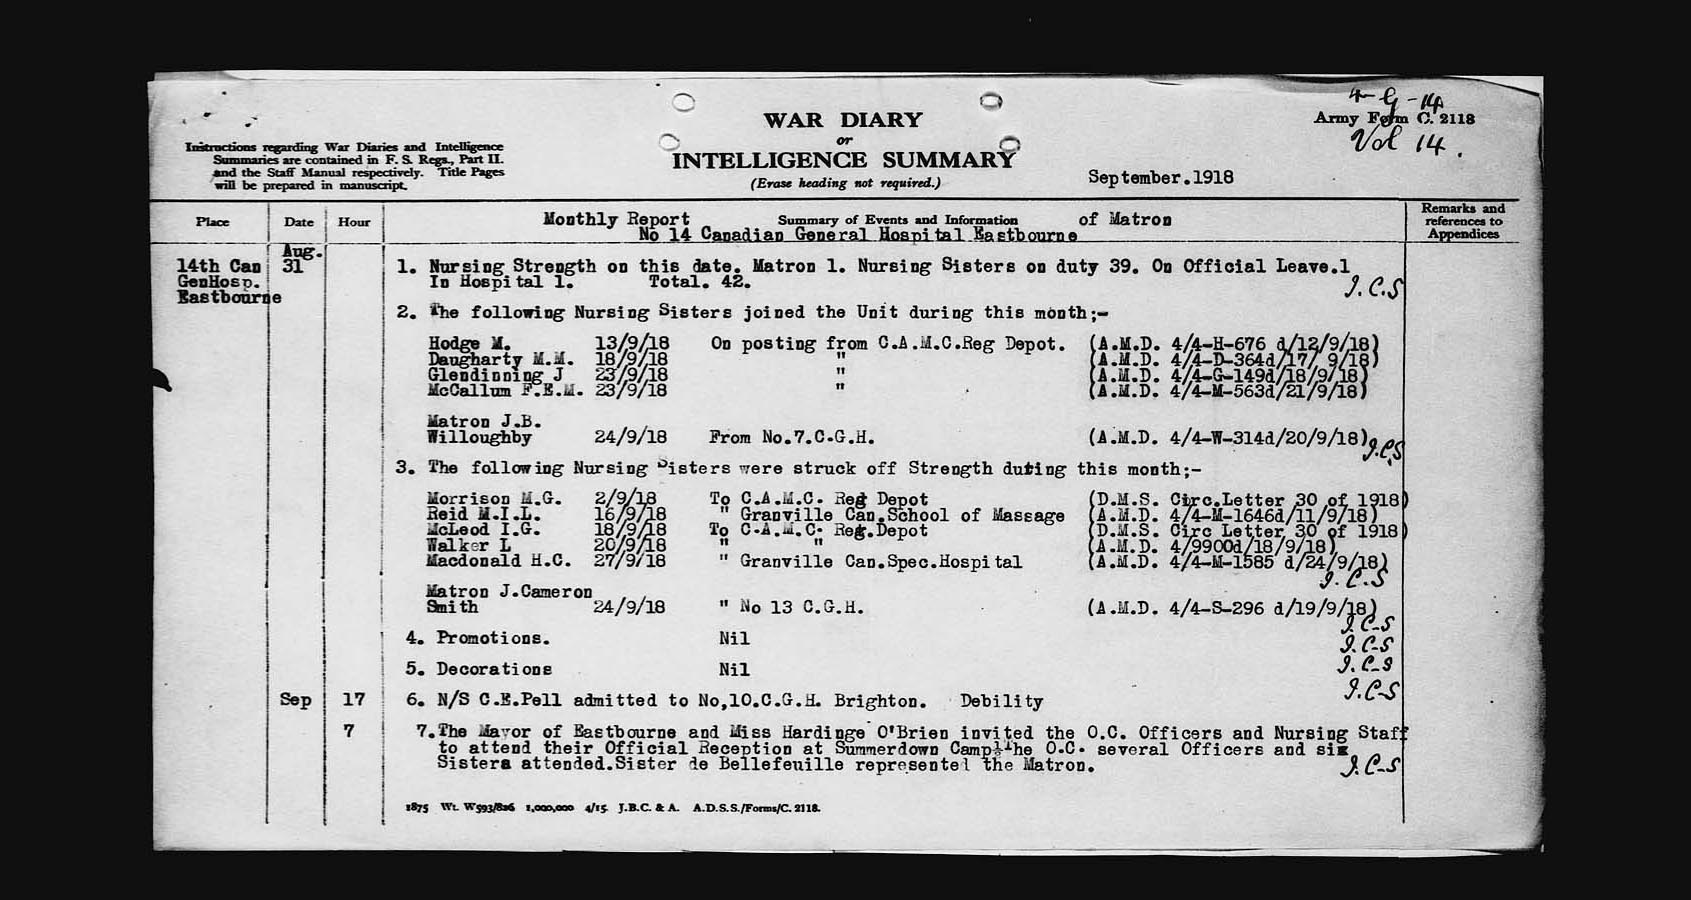 4-G-14
WAR DIARY
Army Form C. 2118
or
Vol 14.
Instructions regarding War Diaries and Intelligence
Summaries are contained in F. S. Regs., Part II.
and the Staff Manual respectively. Title Pages
will be prepared in manuscript.
INTELLIGENCE SUMMARY
(Erase heading not required.)
September.1918
Place Date Hour Monthly Report Summary of Events and Information of Matron
No 14 Canadian General Hospital Eastbourne
Remarks and
references to
Appendices
14th Can
GenHosp.
Eastbourne
Aug.
31
1. Nursing Strength on this date. Matron 1. Nursing Sisters on duty 39. On Official Leave.1
In Hospital 1. Total. 42.
J.C.S
2. The following Nursing Sisters joined the Unit during this month;-
Hodge M. 13/9/18 On posting from C.A.M.C.Reg Depot. (A.M.D. 4/4-H-676 d/12/9/18)
Daugharty M.M. 18/9/18 " (A.M.D. 4/4-D-364d/17/ 9/18)
Glendinning J 23/9/18 " (A.M.D. 4/4-G-149d/18/9/18)
McCallum F.E.M. 23/9/18 " (A.M.D. 4/4-M-563d/21/9/18)
Matron J.B.
Willoughby 24/9/18 From No.7.C.G.H. (A.M.D. 4/4-W-314d/20/9/18) J.C.S
3. The following Nursing Sisters were struck off Strength during this month;-
Morrison M.G. 2/9/18 To C.A.M.C. Reg Depot (D.M.S. Circ.Letter 30 of 1918)
Reid M.I.L. 16/9/18 " Granville Can.School of Massage (A.M.D. 4/4-M-1646d/11/9/18)
McLeod I.G. 18/9/18 To C.A.M.C. Reg.Depot (D.M.S. Circ Letter 30 of 1918)
Walker L 20/9/18 " " (A.M.D. 4/9900d/18/9/18)
Macdonald H.C. 27/9/18 " Granville Can.Spec.Hospital (A.M.D. 4/4-M-1585 d/24/9/18)
J.C.S
Matron J.Cameron
Smith 24/9/18 " No 13 C.G.H. (A.M.D. 4/4-S-296 d/19/9/18)
J.C-S
4. Promotions. Nil J.C-S
5. Decorations Nil J.C-S
Sep 17 6. N/S C.E.Pell admitted to No,10.C.G.H. Brighton. Debility J.C-S
7 7.The Mayor of Eastbourne and Miss Hardinge O'Brien invited the O.C. Officers and Nursing Staff
to attend their Official Reception at Summerdown Camp. The O.C. several Officers and six
Sisters attended.Sister de Bellefeuille represented the Matron. J.C-S
1875 Wt. W593/826 1,000,000 4/15 J.B.C. & A. A.D.S.S./Forms/C. 2118.